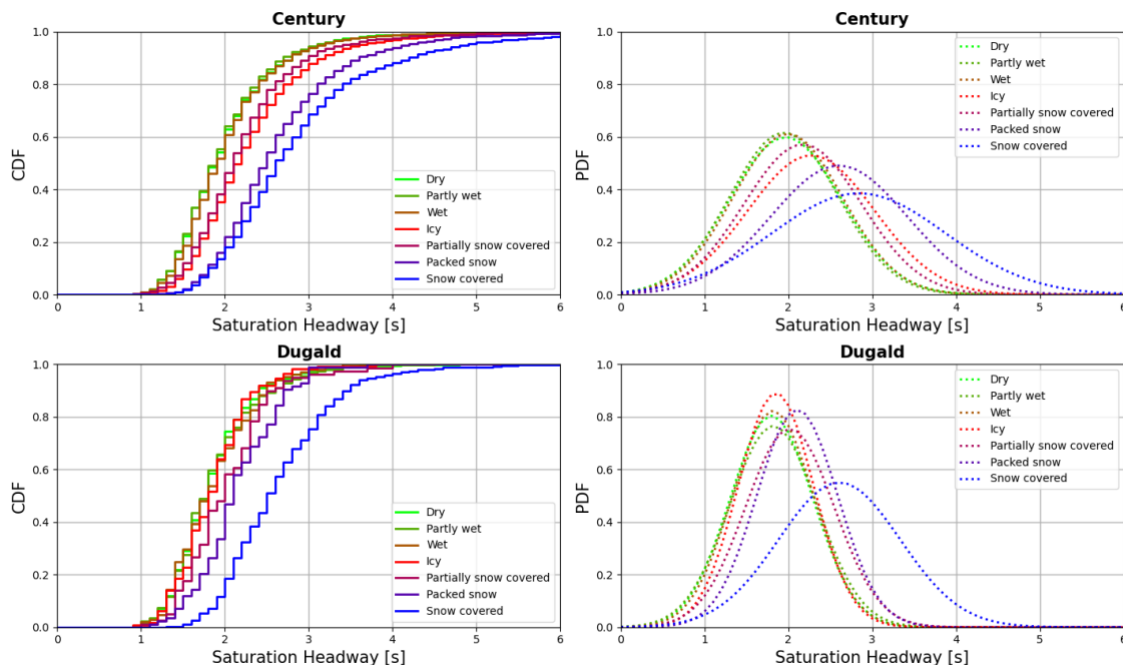 Century
CDF
1.0
0.8
0.6
0.4
0.2
0.0
Dry
Partly wet
Wet
Icy
Partially snow covered
Packed snow
Snow covered
0 1 2 3 4 5 6
Saturation Headway [s]
Century
PDF
1.0
0.8
0.6
0.4
0.2
0.0
Dry
Partly wet
Wet
Icy
Partially snow covered
Packed snow
Snow covered
0 1 2 3 4 5 6
Saturation Headway [s]
Dugald
CDF
1.0
0.8
0.6
0.4
0.2
0.0
Dry
Partly wet
Wet
Icy
Partially snow covered
Packed snow
Snow covered
0 1 2 3 4 5 6
Saturation Headway [s]
Dugald
PDF
1.0
0.8
0.6
0.4
0.2
0.0
Dry
Partly wet
Wet
Icy
Partially snow covered
Packed snow
Snow covered
0 1 2 3 4 5 6
Saturation Headway [s]